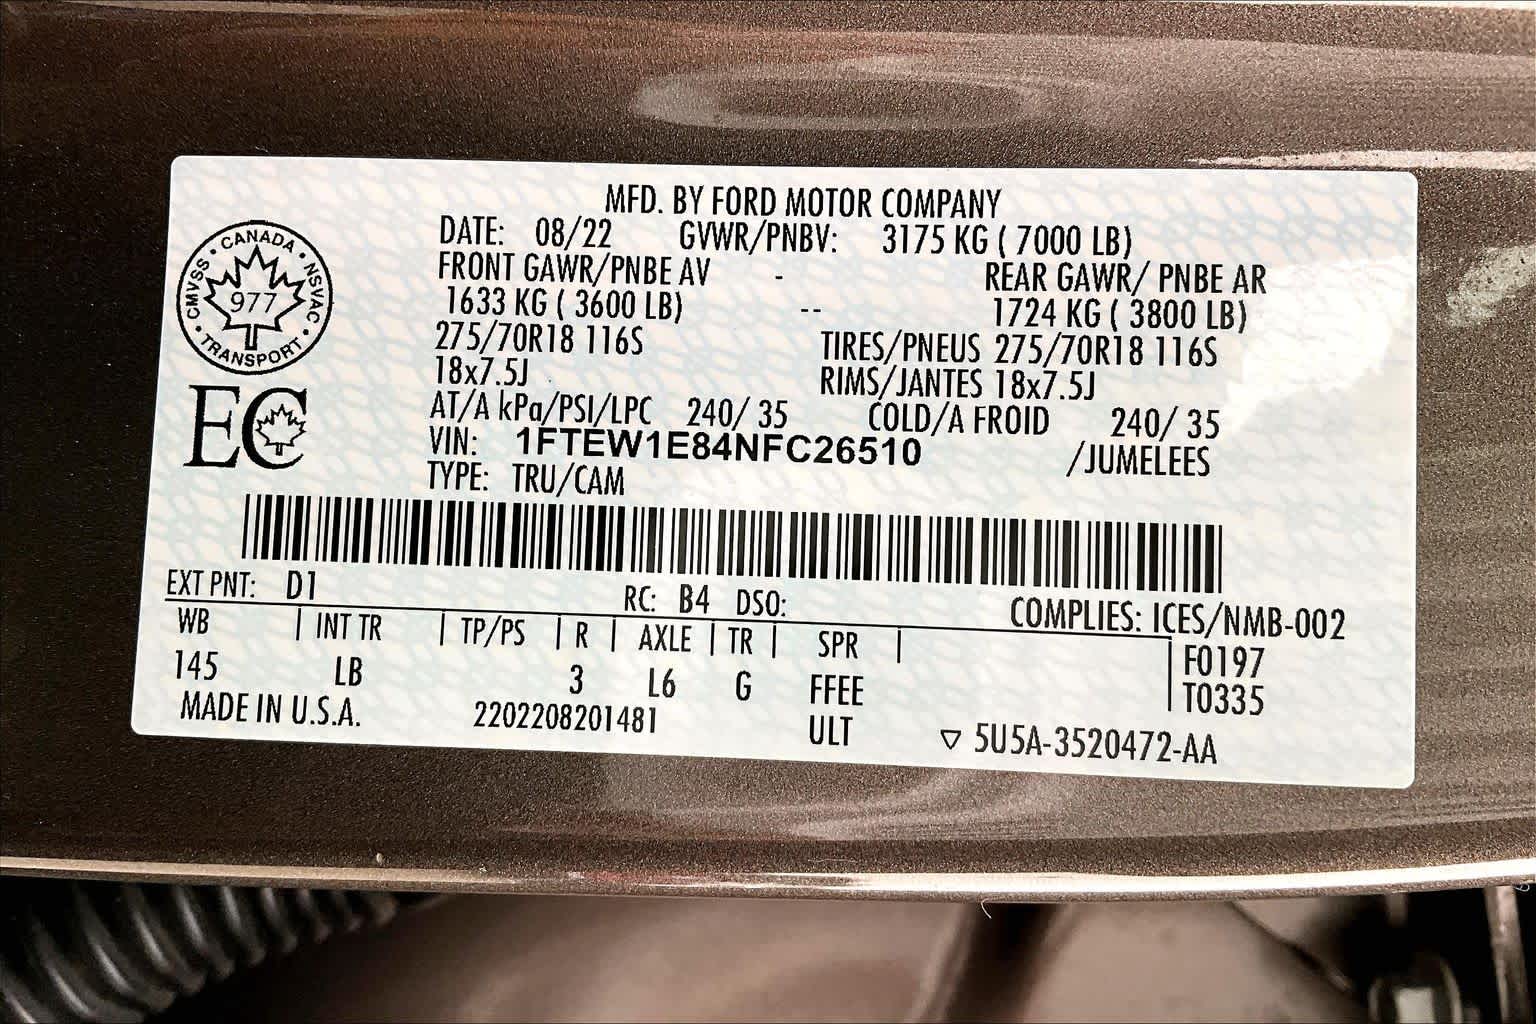 MFD. BY FORD MOTOR COMPANY
DATE: 08/22 GVWR/PNBV: 3175 KG ( 7000 LB)
FRONT GAWR/PNBE AV - REAR GAWR/ PNBE AR
1633 KG ( 3600 LB) -- 1724 KG ( 3800 LB)
275/70R18 116S TIRES/PNEUS 275/70R18 116S
18x7.5J RIMS/JANTES 18x7.5J
AT/A kPa/PSI/LPC 240/ 35 COLD/A FROID 240/ 35
VIN: 1FTEW1E84NFC26510 /JUMELEES
TYPE: TRU/CAM
CANADA • NSVAC • TRANSPORT • CMVSS •
977
EC
EXT PNT: D1 RC: B4 DSO: COMPLIES: ICES/NMB-002
WB | INT TR | TP/PS | R | AXLE | TR | SPR | F0197
145 LB 3 L6 G FFEE T0335
MADE IN U.S.A. 2202208201481 ULT ▽ 5U5A-3520472-AA